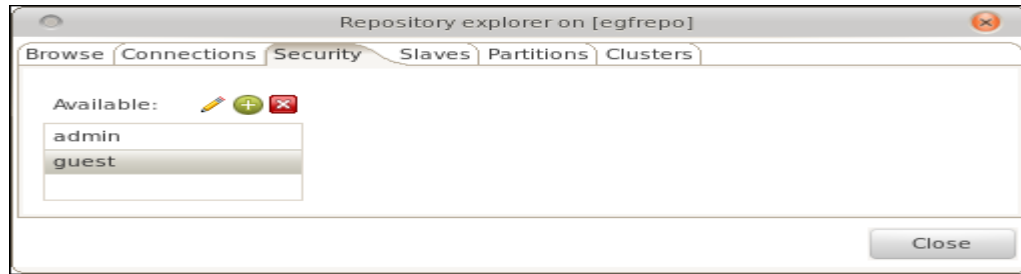 Repository explorer on [egfrepo]
Browse Connections Security Slaves Partitions Clusters
Available:
admin
guest
Close